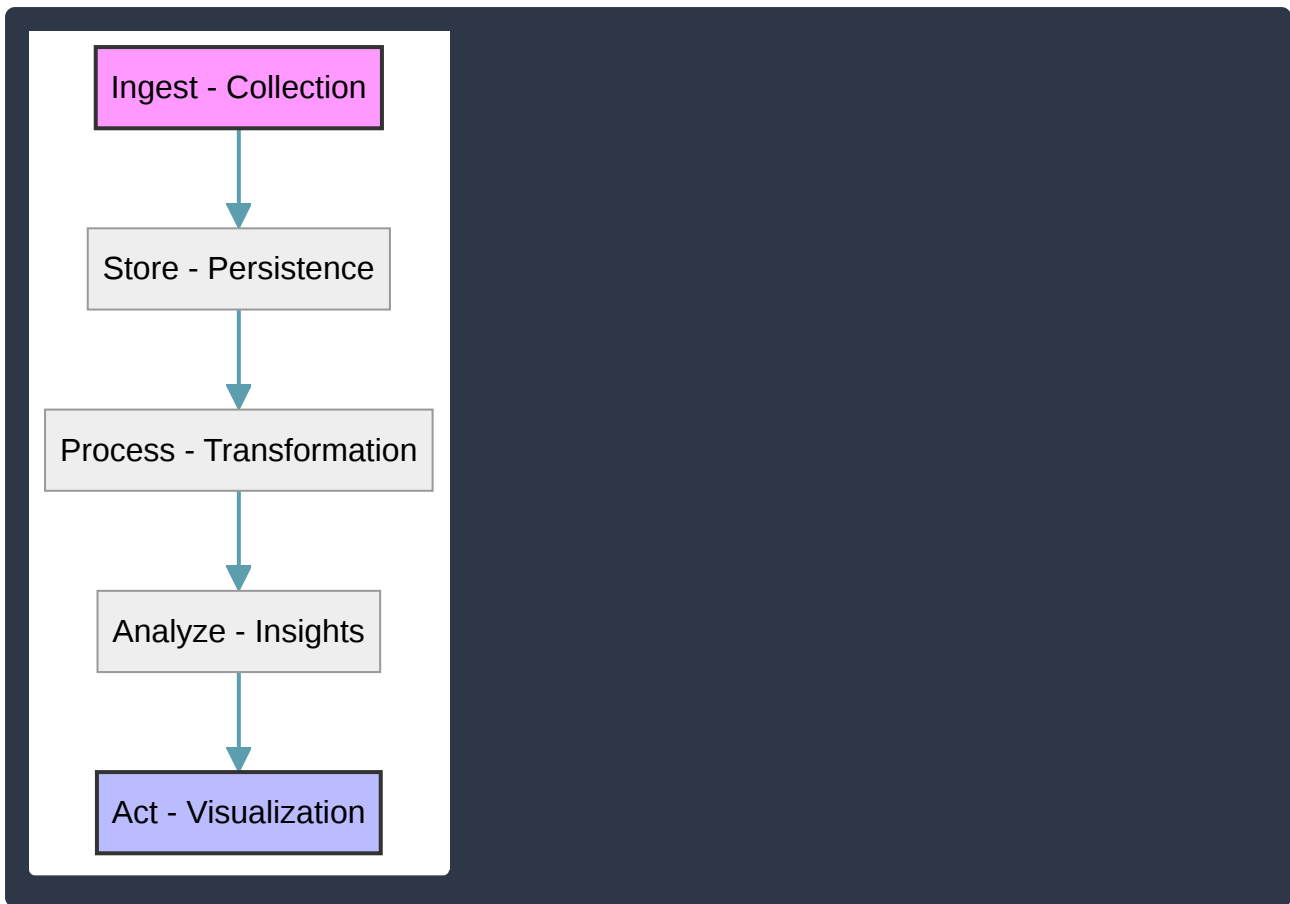 Ingest - Collection
Store - Persistence
Process - Transformation
Analyze - Insights
Act - Visualization